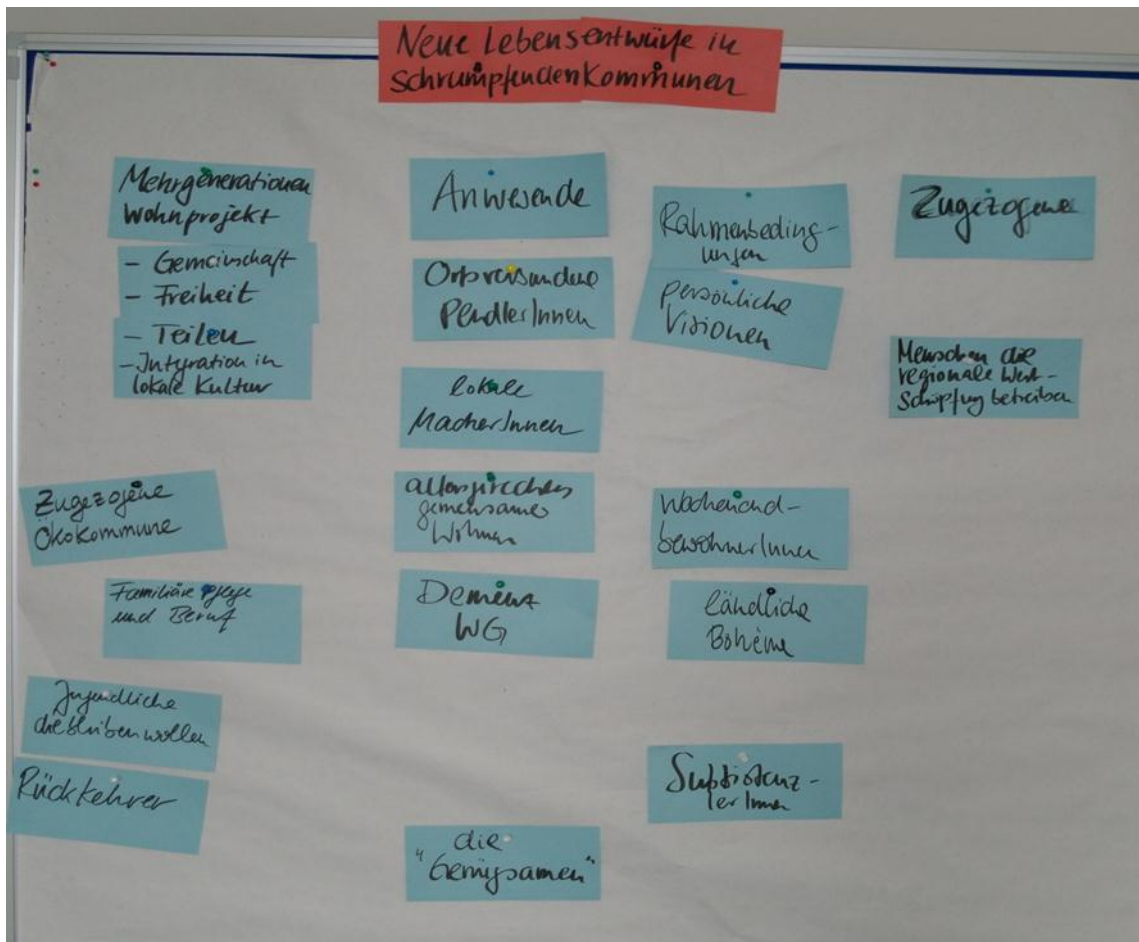 Neue Lebensentwürfe in
schrumpfenden Kommunen
Mehrgenerationen
Wohnprojekt
- Gemeinschaft
- Freiheit
- Teilen
- Integration in
lokale Kultur
Zugezogene
Ökokommune
Familiäre Pflege
und Beruf
Jugendliche
die bleiben wollen
Rückkehrer
Anwesende
Ortsverbundene
PendlerInnen
lokale
MacherInnen
altersgerechtes
gemeinsames
Wohnen
Demenz
WG
die
"Genügsamen"
Rahmenbeding-
ungen
persönliche
Visionen
Wochenend-
bewohnerInnen
ländliche
Bohème
Subsistenz-
lerInnen
Zugezogene
Menschen die
regionale Wert-
schöpfung betreiben